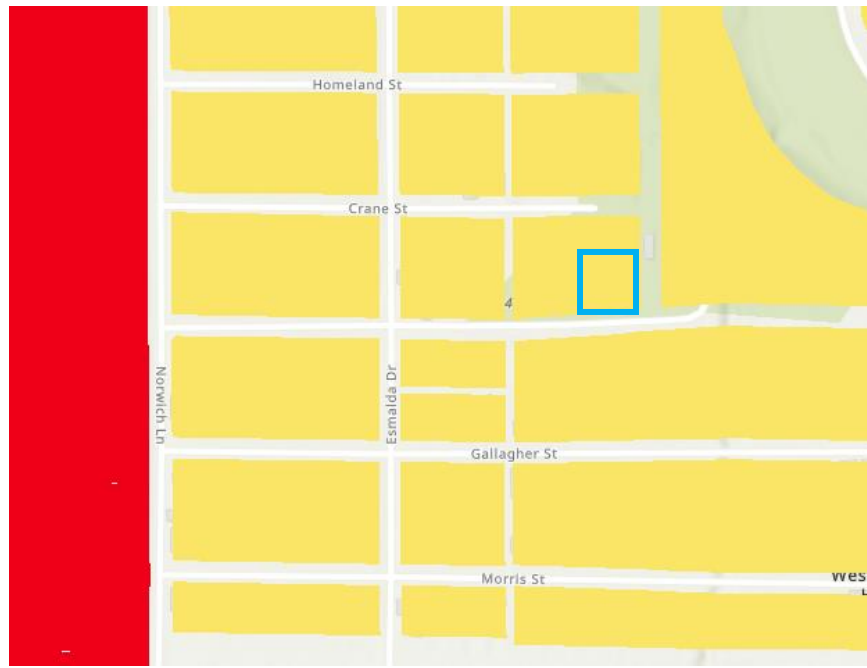 Homeland St
Crane St
4
Norwich Ln
Esmalda Dr
Gallagher St
Morris St
Wes